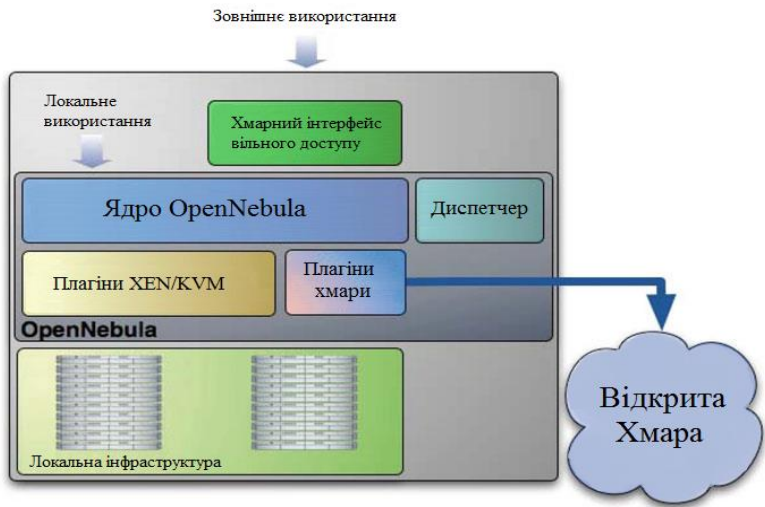 Зовнішнє використання
Локальне
використання
Хмарний інтерфейс
вільного доступу
Ядро OpenNebula
Диспетчер
Плагіни XEN/KVM
Плагіни
хмари
OpenNebula
Відкрита
Хмара
Локальна інфраструктура